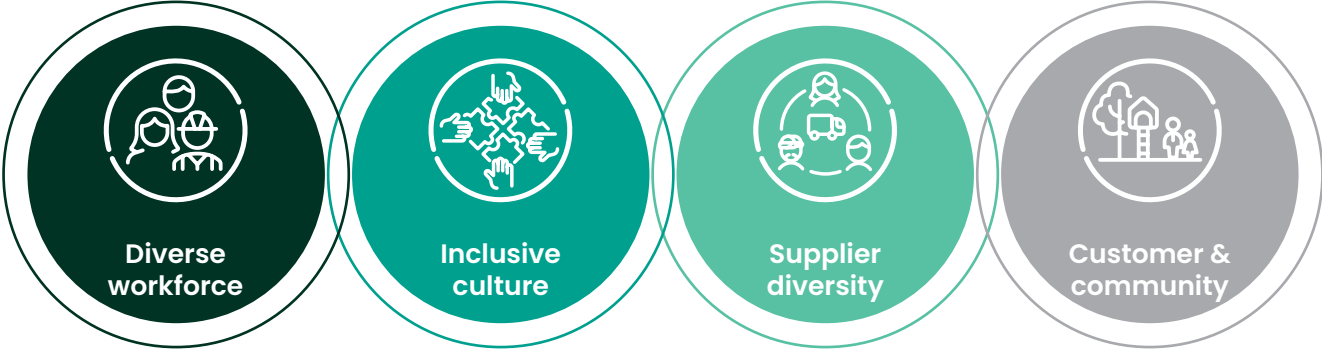 Diverse
workforce
Inclusive
culture
Supplier
diversity
Customer &
community